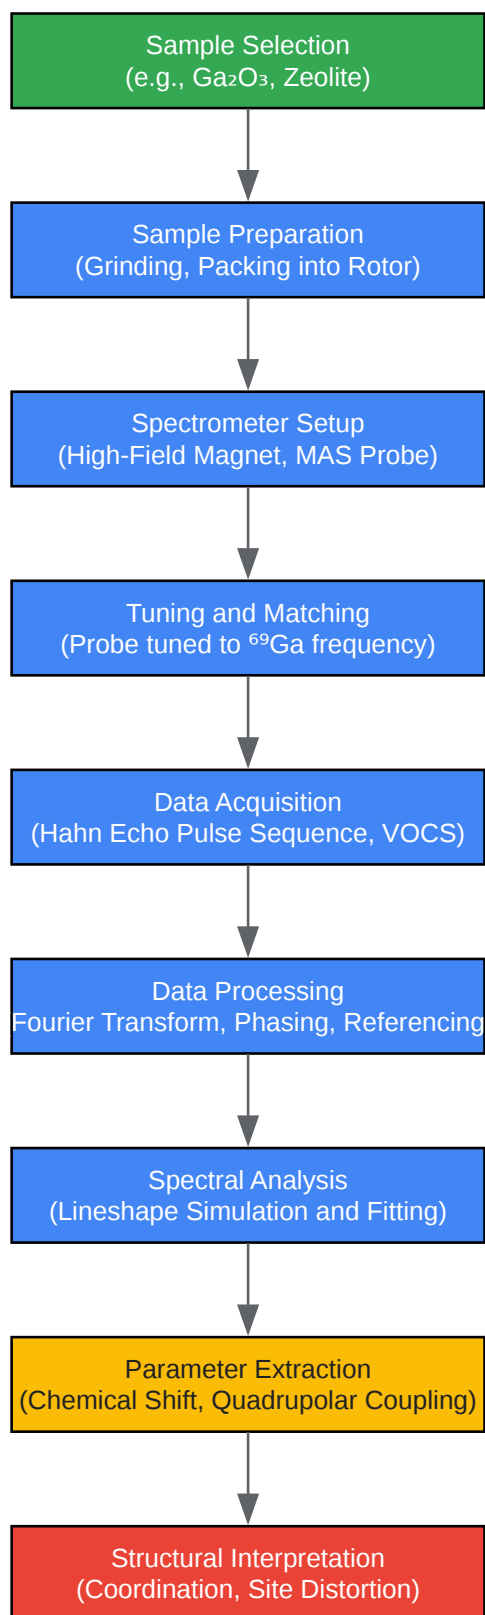 Sample Selection
(e.g., Ga₂O₃, Zeolite)
Sample Preparation
(Grinding, Packing into Rotor)
Spectrometer Setup
(High-Field Magnet, MAS Probe)
Tuning and Matching
(Probe tuned to ⁶⁹Ga frequency)
Data Acquisition
(Hahn Echo Pulse Sequence, VOCS)
Data Processing
Fourier Transform, Phasing, Referencing
Spectral Analysis
(Lineshape Simulation and Fitting)
Parameter Extraction
(Chemical Shift, Quadrupolar Coupling)
Structural Interpretation
(Coordination, Site Distortion)